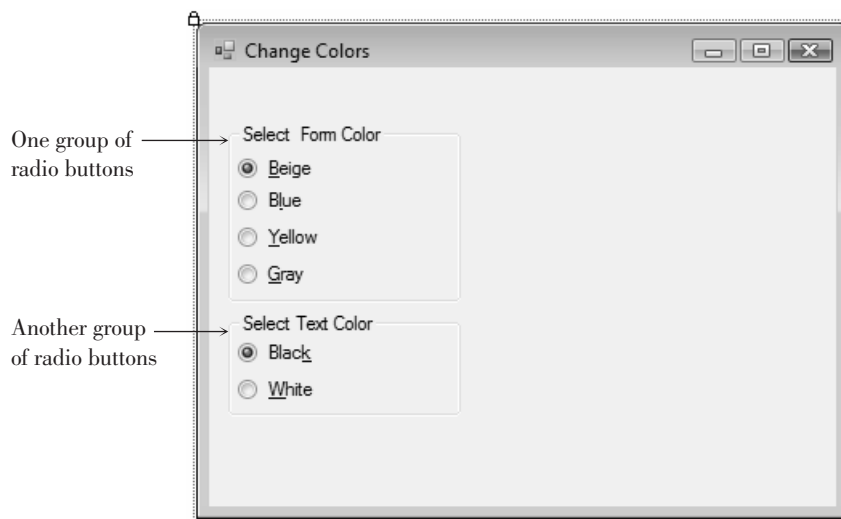 Change Colors
One group of
radio buttons
Select Form Color
Beige
Blue
Yellow
Gray
Another group
of radio buttons
Select Text Color
Black
White